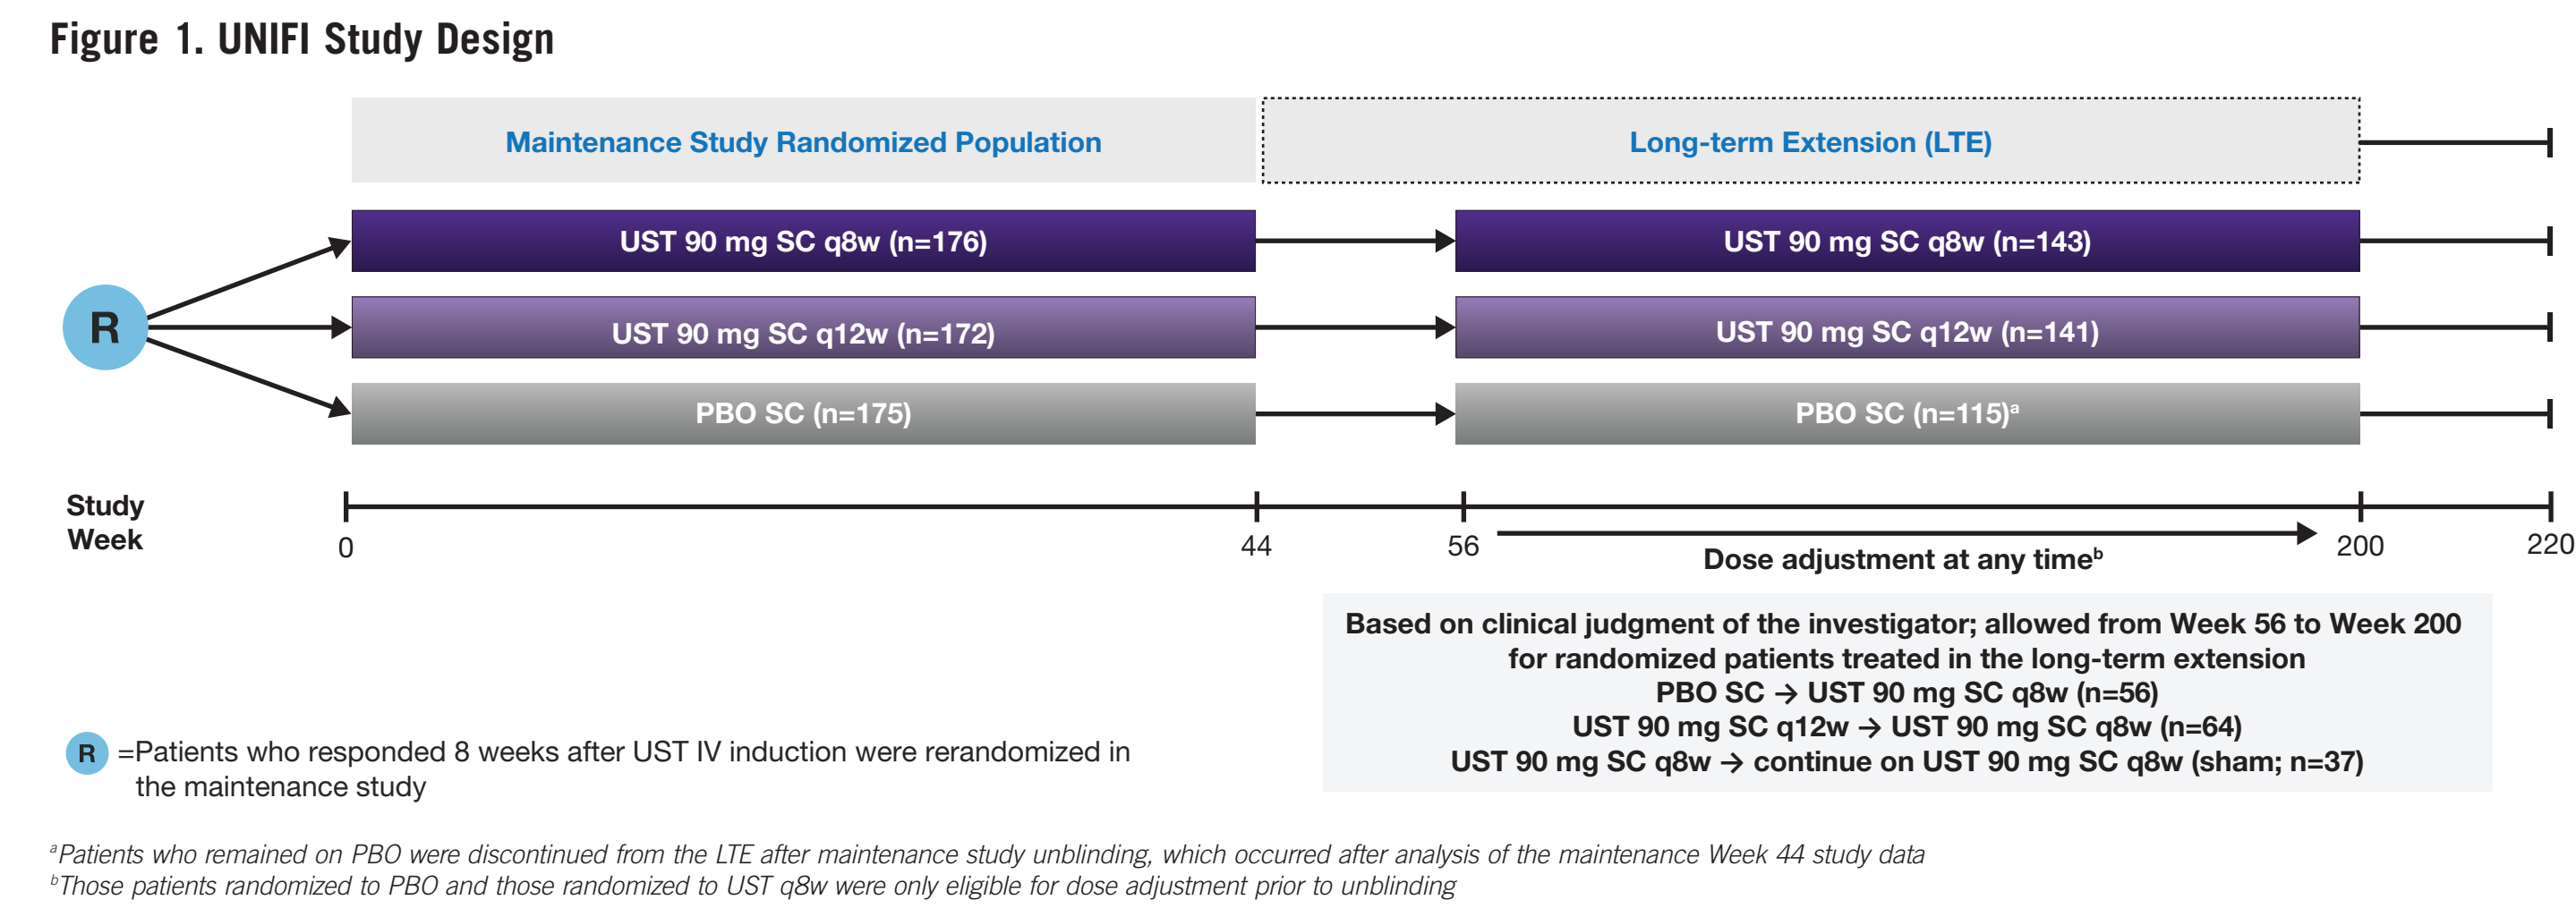 Figure 1. UNIFI Study Design
Maintenance Study Randomized Population
Long-term Extension (LTE)
UST 90 mg SC q8w (n=176)
UST 90 mg SC q8w (n=143)
R
UST 90 mg SC q12w (n=172)
UST 90 mg SC q12w (n=141)
PBO SC (n=175)
PBO SC (n=115)ᵃ
Study
Week
0
44
56
200
220
Dose adjustment at any timeᵇ
Based on clinical judgment of the investigator; allowed from Week 56 to Week 200
for randomized patients treated in the long-term extension
PBO SC → UST 90 mg SC q8w (n=56)
UST 90 mg SC q12w → UST 90 mg SC q8w (n=64)
UST 90 mg SC q8w → continue on UST 90 mg SC q8w (sham; n=37)
R =Patients who responded 8 weeks after UST IV induction were rerandomized in
the maintenance study
ᵃPatients who remained on PBO were discontinued from the LTE after maintenance study unblinding, which occurred after analysis of the maintenance Week 44 study data
ᵇThose patients randomized to PBO and those randomized to UST q8w were only eligible for dose adjustment prior to unblinding